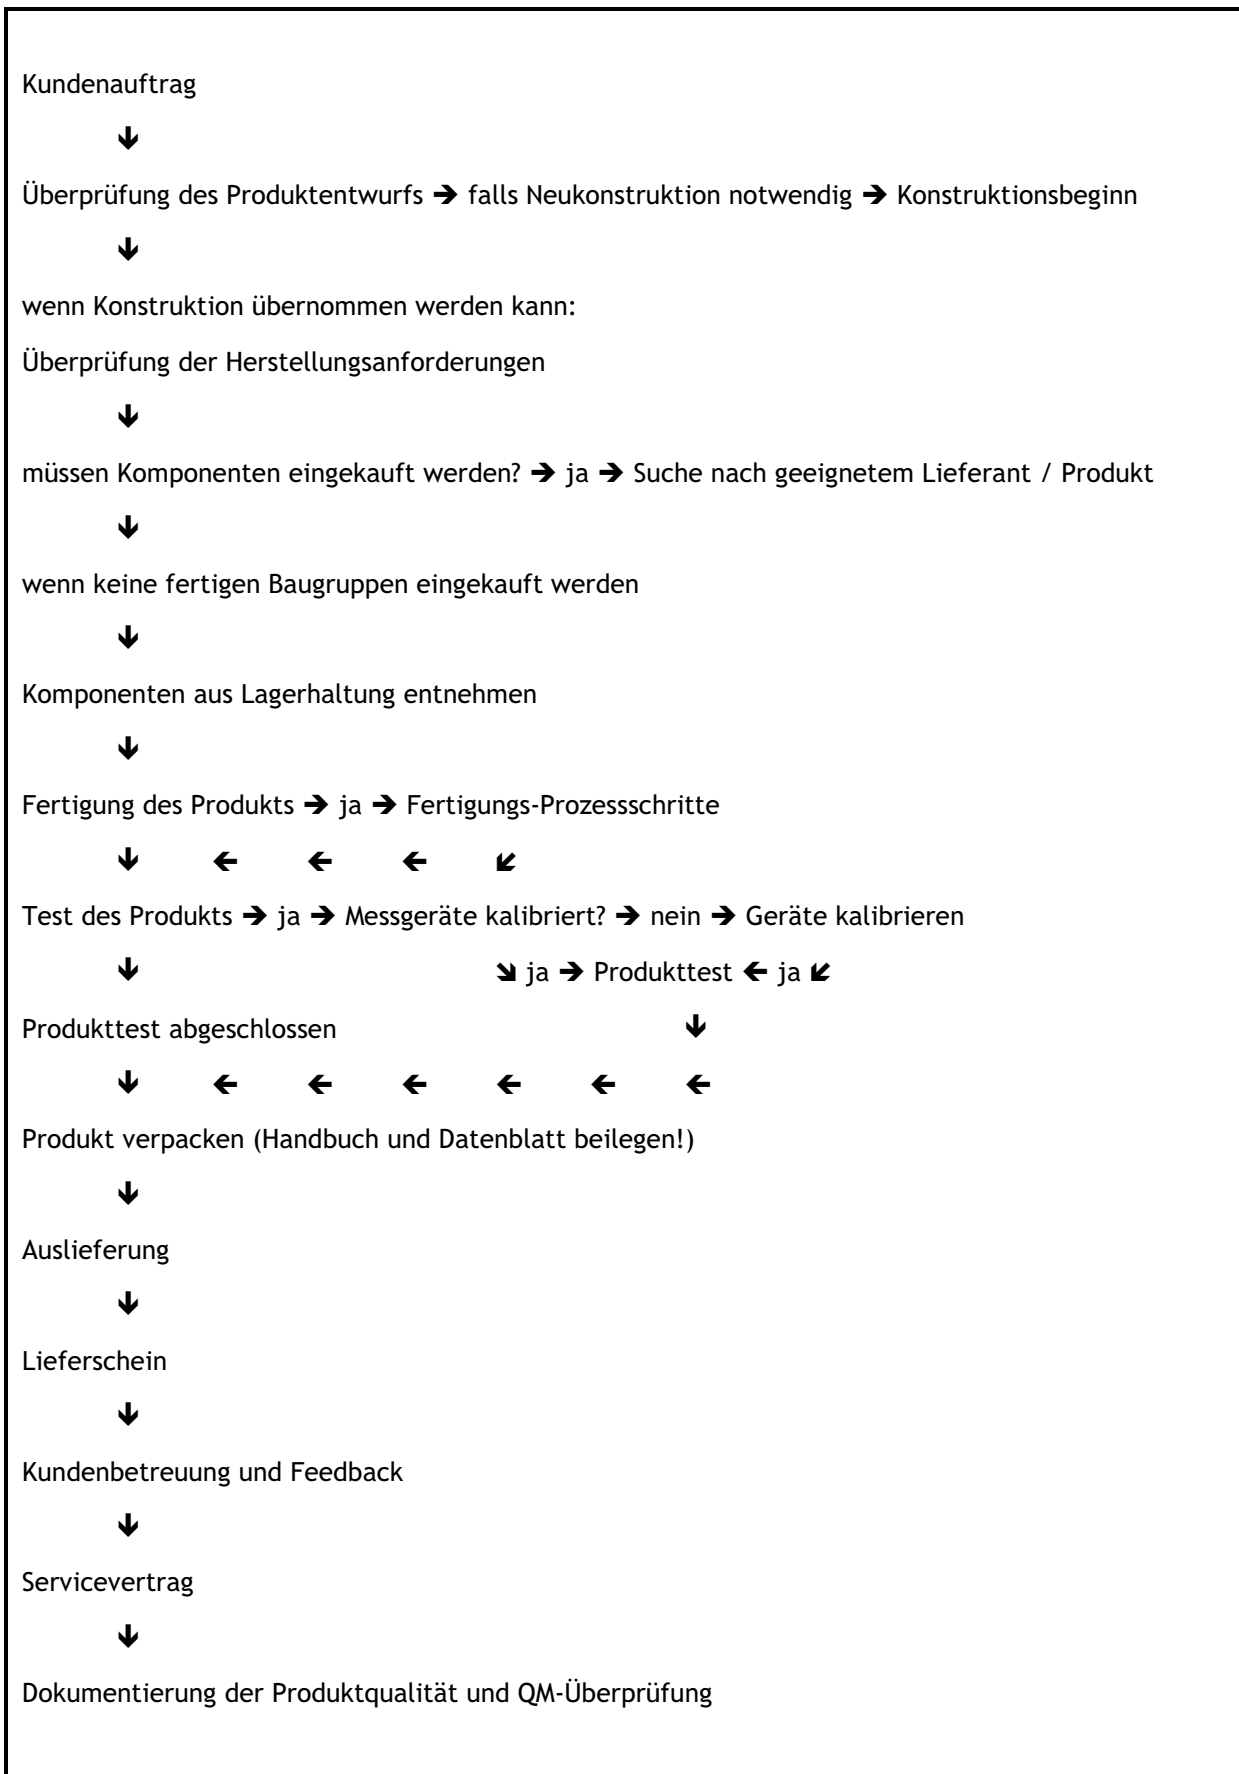 Kundenauftrag
🡻
Überprüfung des Produktentwurfs 🡺 falls Neukonstruktion notwendig 🡺 Konstruktionsbeginn
🡻
wenn Konstruktion übernommen werden kann:
Überprüfung der Herstellungsanforderungen
🡻
müssen Komponenten eingekauft werden? 🡺 ja 🡺 Suche nach geeignetem Lieferant / Produkt
🡻
wenn keine fertigen Baugruppen eingekauft werden
🡻
Komponenten aus Lagerhaltung entnehmen
🡻
Fertigung des Produkts 🡺 ja 🡺 Fertigungs-Prozessschritte
🡻 🡸 🡸 🡸 🡿
Test des Produkts 🡺 ja 🡺 Messgeräte kalibriert? 🡺 nein 🡺 Geräte kalibrieren
🡻 🡾 ja 🡺 Produkttest 🡸 ja 🡿
Produkttest abgeschlossen 🡻
🡻 🡸 🡸 🡸 🡸 🡸 🡸
Produkt verpacken (Handbuch und Datenblatt beilegen!)
🡻
Auslieferung
🡻
Lieferschein
🡻
Kundenbetreuung und Feedback
🡻
Servicevertrag
🡻
Dokumentierung der Produktqualität und QM-Überprüfung